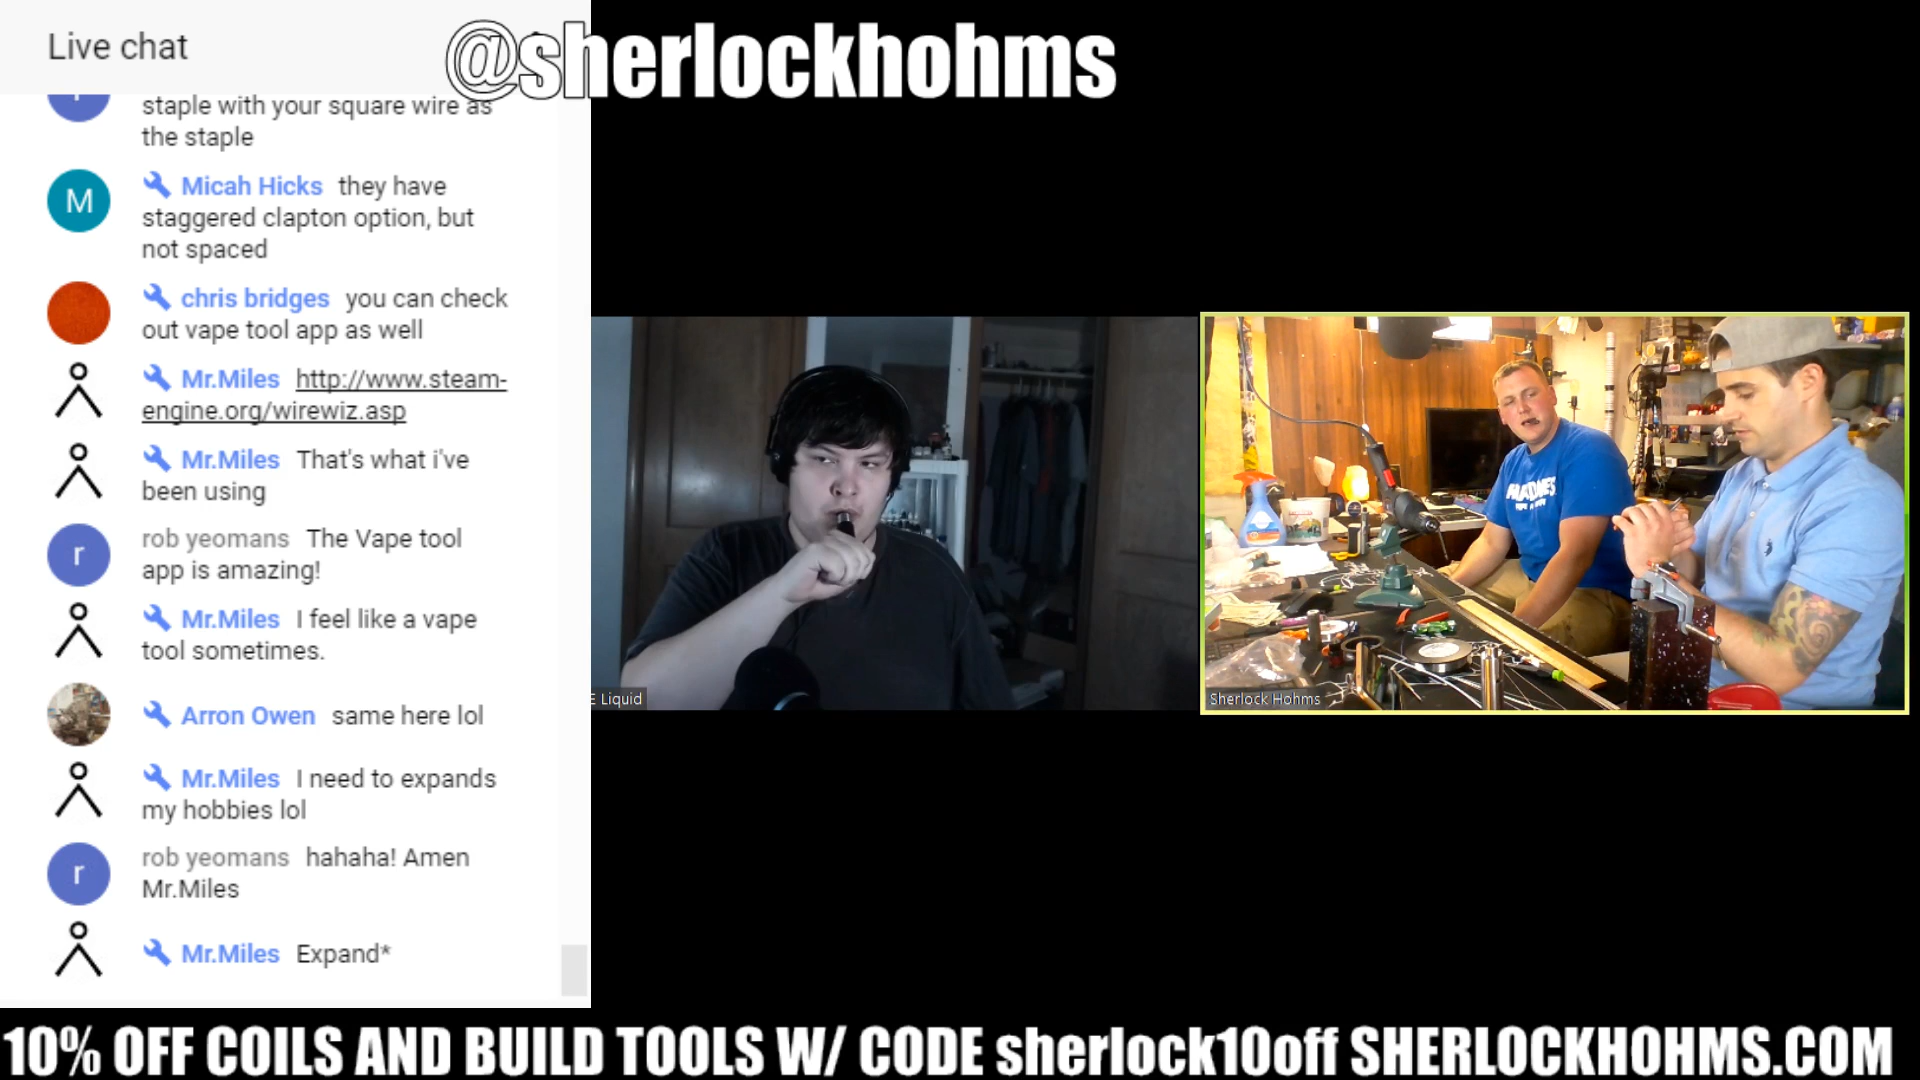 Live chat
@sherlockhohms
staple with your square wire as
the staple
M
Micah Hicks they have
staggered clapton option, but
not spaced
chris bridges you can check
out vape tool app as well
Mr.Miles http://www.steam-
engine.org/wirewiz.asp
Mr.Miles That's what i've
been using
r
rob yeomans The Vape tool
app is amazing!
Mr.Miles I feel like a vape
tool sometimes.
Arron Owen same here lol
Mr.Miles I need to expands
my hobbies lol
r
rob yeomans hahaha! Amen
Mr.Miles
Mr.Miles Expand*
E Liquid
Sherlock Hohms
10% OFF COILS AND BUILD TOOLS W/ CODE sherlock10off SHERLOCKHOHMS.COM